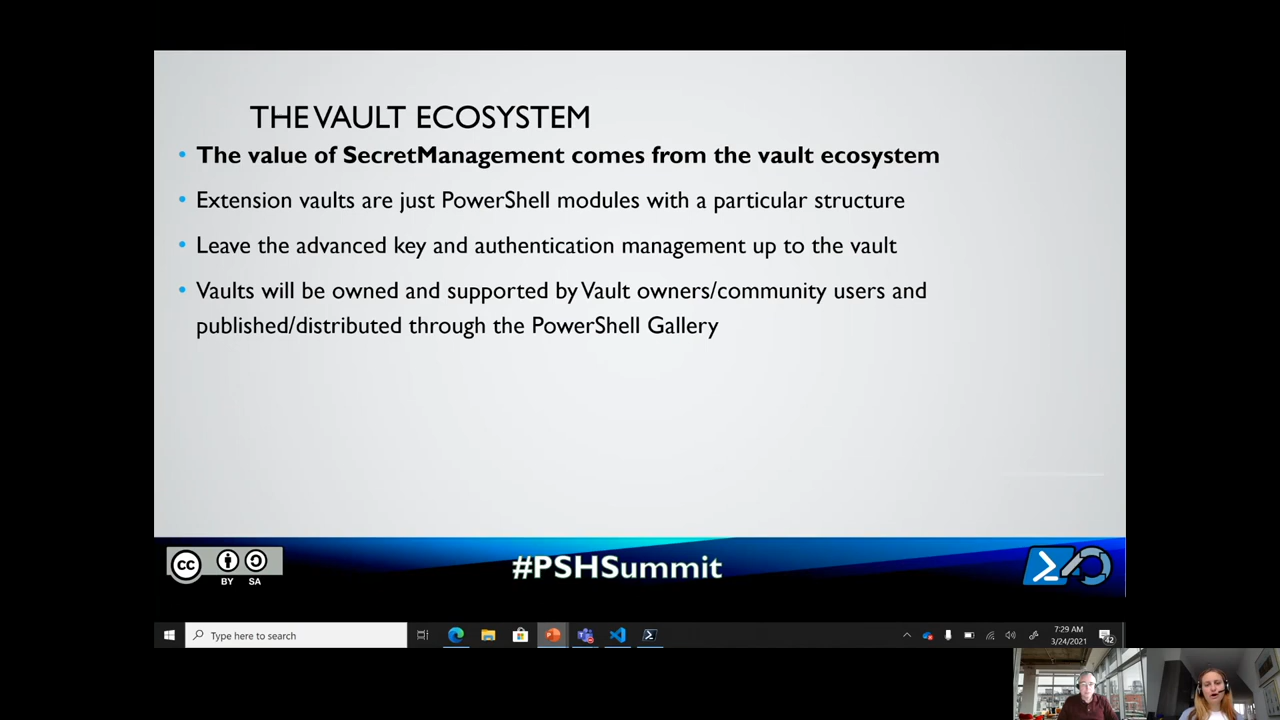 THE VAULT ECOSYSTEM
The value of SecretManagement comes from the vault ecosystem
Extension vaults are just PowerShell modules with a particular structure
Leave the advanced key and authentication management up to the vault
Vaults will be owned and supported by Vault owners/community users and
published/distributed through the PowerShell Gallery
cc
BY SA
#PSHSummit
Type here to search
7:29 AM
3/24/2021
42